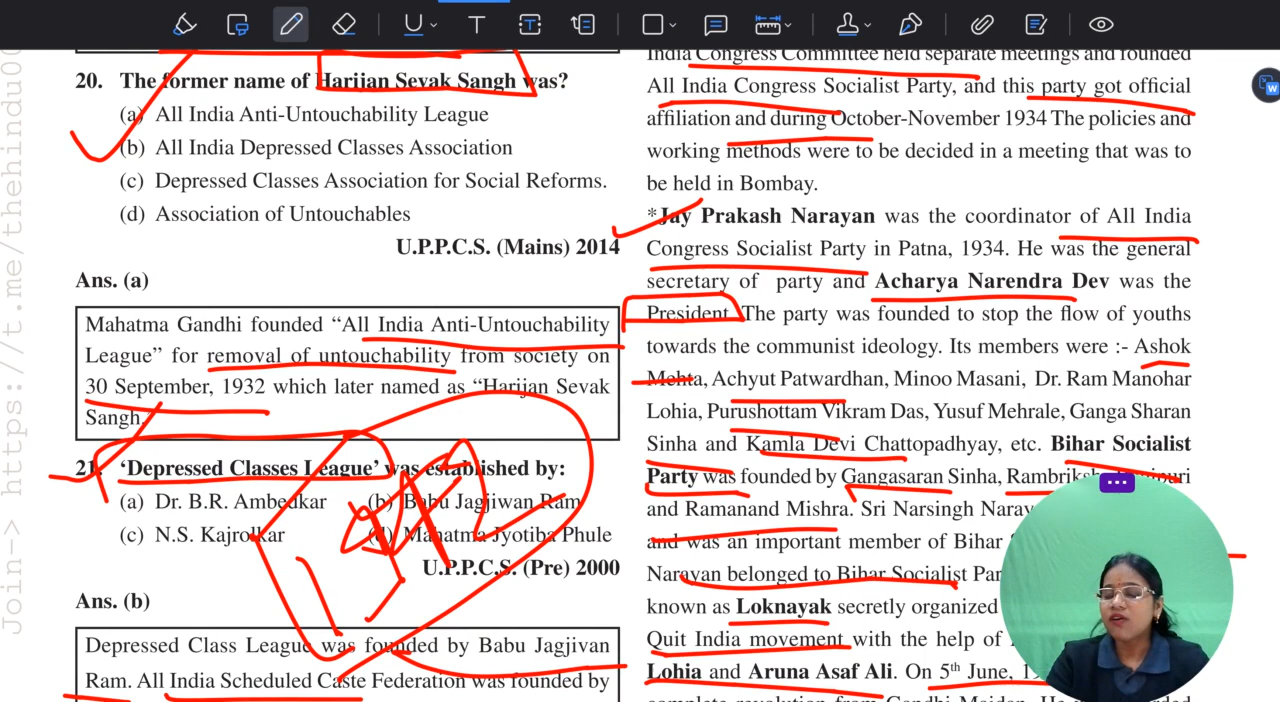 20. The former name of Harijan Sevak Sangh was?
(a) All India Anti-Untouchability League
(b) All India Depressed Classes Association
(c) Depressed Classes Association for Social Reforms.
(d) Association of Untouchables
U.P.P.C.S. (Mains) 2014
Ans. (a)
Mahatma Gandhi founded “All India Anti-Untouchability
League” for removal of untouchability from society on
30 September, 1932 which later named as “Harijan Sevak
Sangh.
21. ‘Depressed Classes League’ was established by:
(a) Dr. B.R. Ambedkar (b) Babu Jagjiwan Ram
(c) N.S. Kajrolkar (d) Mahatma Jyotiba Phule
U.P.P.C.S. (Pre) 2000
Ans. (b)
Depressed Class League was founded by Babu Jagjivan
Ram. All India Scheduled Caste Federation was founded by
India Congress Committee held separate meetings and founded
All India Congress Socialist Party, and this party got official
affiliation and during October-November 1934 The policies and
working methods were to be decided in a meeting that was to
be held in Bombay.
*Jay Prakash Narayan was the coordinator of All India
Congress Socialist Party in Patna, 1934. He was the general
secretary of party and Acharya Narendra Dev was the
President. The party was founded to stop the flow of youths
towards the communist ideology. Its members were :- Ashok
Mehta, Achyut Patwardhan, Minoo Masani, Dr. Ram Manohar
Lohia, Purushottam Vikram Das, Yusuf Mehrale, Ganga Sharan
Sinha and Kamla Devi Chattopadhyay, etc. Bihar Socialist
Party was founded by Gangasaran Sinha,
and Ramanand Mishra. Sri Narsingh
and was an important member of Bihar
Narayan belonged to Bihar Socialist
known as Loknayak secretly organized
Quit India movement with the help of
Lohia and Aruna Asaf Ali. On 5th June,
complete revolution from Gandhi Maidan. He
Join-> https://t.me/thehindu00